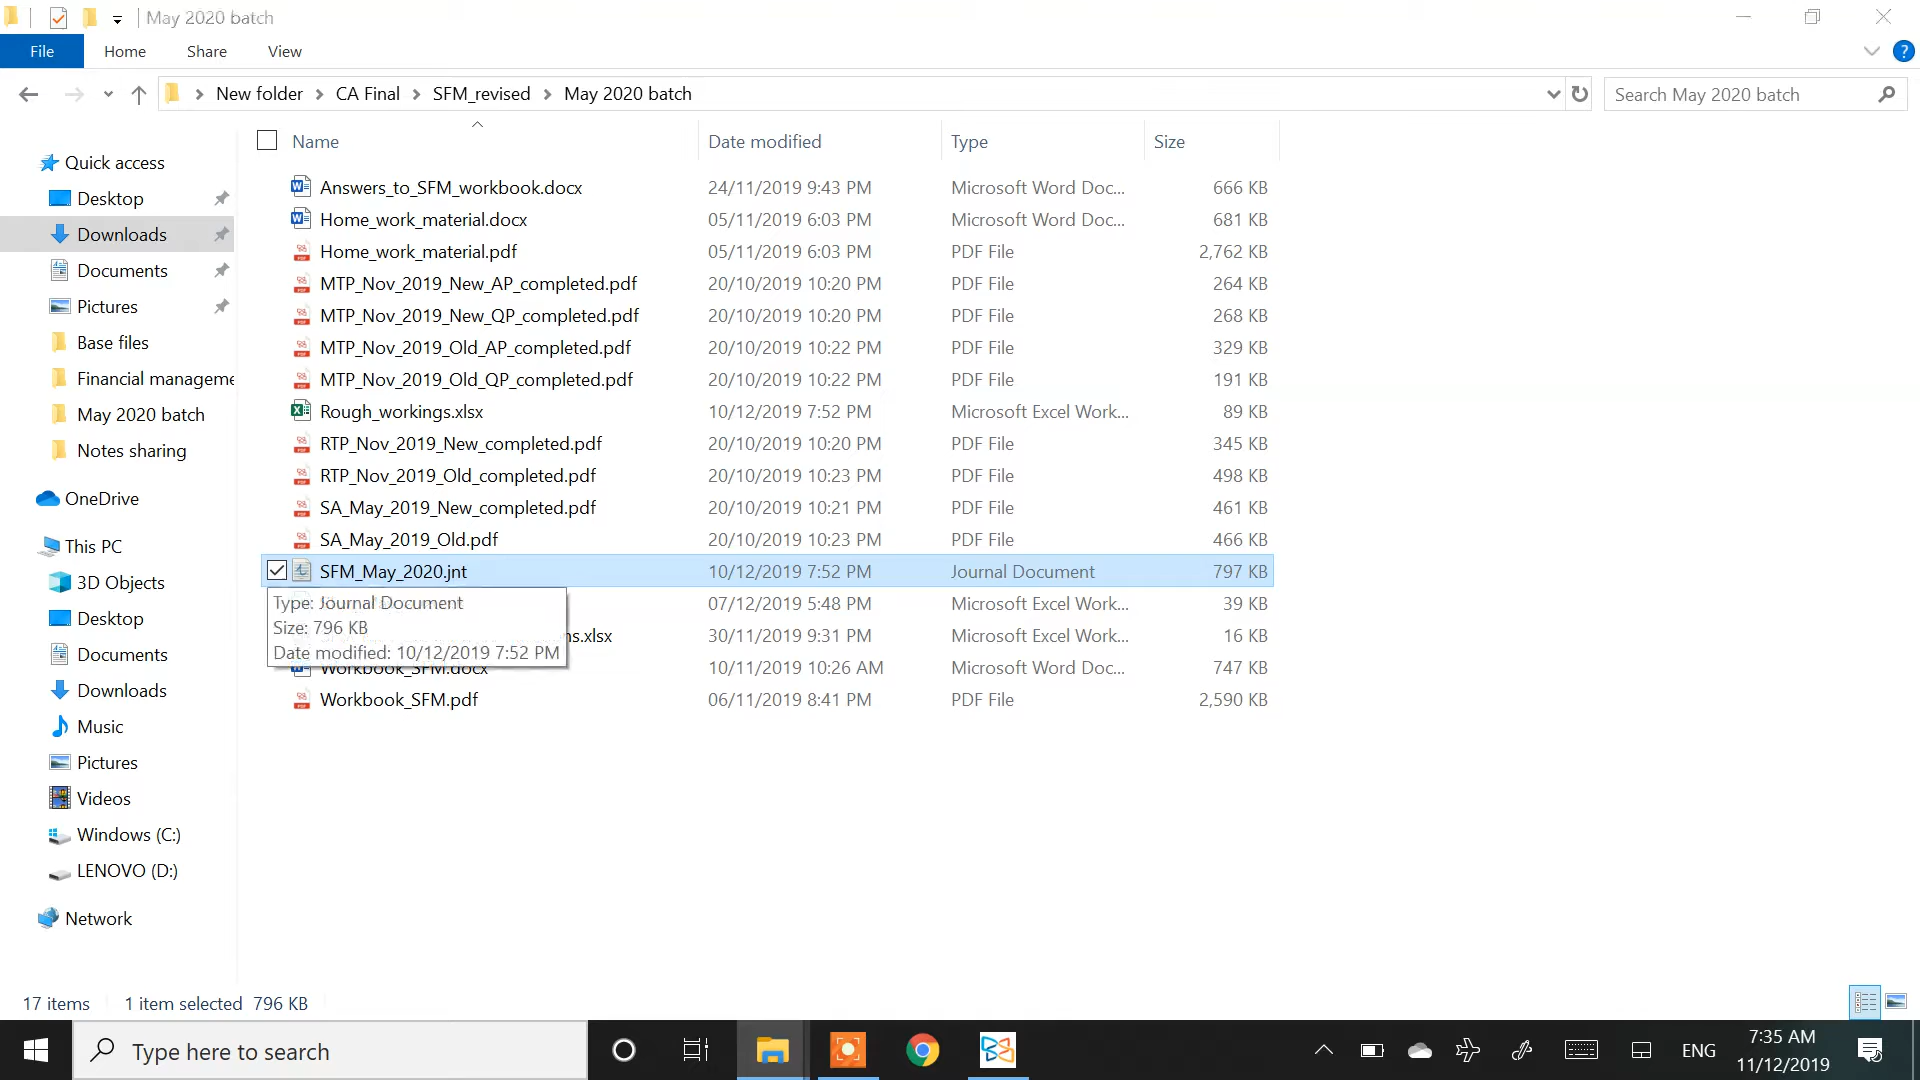 May 2020 batch
File Home Share View
New folder CA Final SFM_revised May 2020 batch
Search May 2020 batch
Name Date modified Type Size
Quick access
Desktop
Downloads
Documents
Pictures
Base files
Financial manageme
May 2020 batch
Notes sharing
OneDrive
This PC
3D Objects
Desktop
Documents
Downloads
Music
Pictures
Videos
Windows (C:)
LENOVO (D:)
Network
Answers_to_SFM_workbook.docx 24/11/2019 9:43 PM Microsoft Word Doc... 666 KB
Home_work_material.docx 05/11/2019 6:03 PM Microsoft Word Doc... 681 KB
Home_work_material.pdf 05/11/2019 6:03 PM PDF File 2,762 KB
MTP_Nov_2019_New_AP_completed.pdf 20/10/2019 10:20 PM PDF File 264 KB
MTP_Nov_2019_New_QP_completed.pdf 20/10/2019 10:20 PM PDF File 268 KB
MTP_Nov_2019_Old_AP_completed.pdf 20/10/2019 10:22 PM PDF File 329 KB
MTP_Nov_2019_Old_QP_completed.pdf 20/10/2019 10:22 PM PDF File 191 KB
Rough_workings.xlsx 10/12/2019 7:52 PM Microsoft Excel Work... 89 KB
RTP_Nov_2019_New_completed.pdf 20/10/2019 10:20 PM PDF File 345 KB
RTP_Nov_2019_Old_completed.pdf 20/10/2019 10:23 PM PDF File 498 KB
SA_May_2019_New_completed.pdf 20/10/2019 10:21 PM PDF File 461 KB
SA_May_2019_Old.pdf 20/10/2019 10:23 PM PDF File 466 KB
SFM_May_2020.jnt 10/12/2019 7:52 PM Journal Document 797 KB
07/12/2019 5:48 PM Microsoft Excel Work... 39 KB
ns.xlsx 30/11/2019 9:31 PM Microsoft Excel Work... 16 KB
Workbook_SFM.docx 10/11/2019 10:26 AM Microsoft Word Doc... 747 KB
Workbook_SFM.pdf 06/11/2019 8:41 PM PDF File 2,590 KB
Type: Journal Document
Size: 796 KB
Date modified: 10/12/2019 7:52 PM
17 items 1 item selected 796 KB
Type here to search
ENG
7:35 AM
11/12/2019